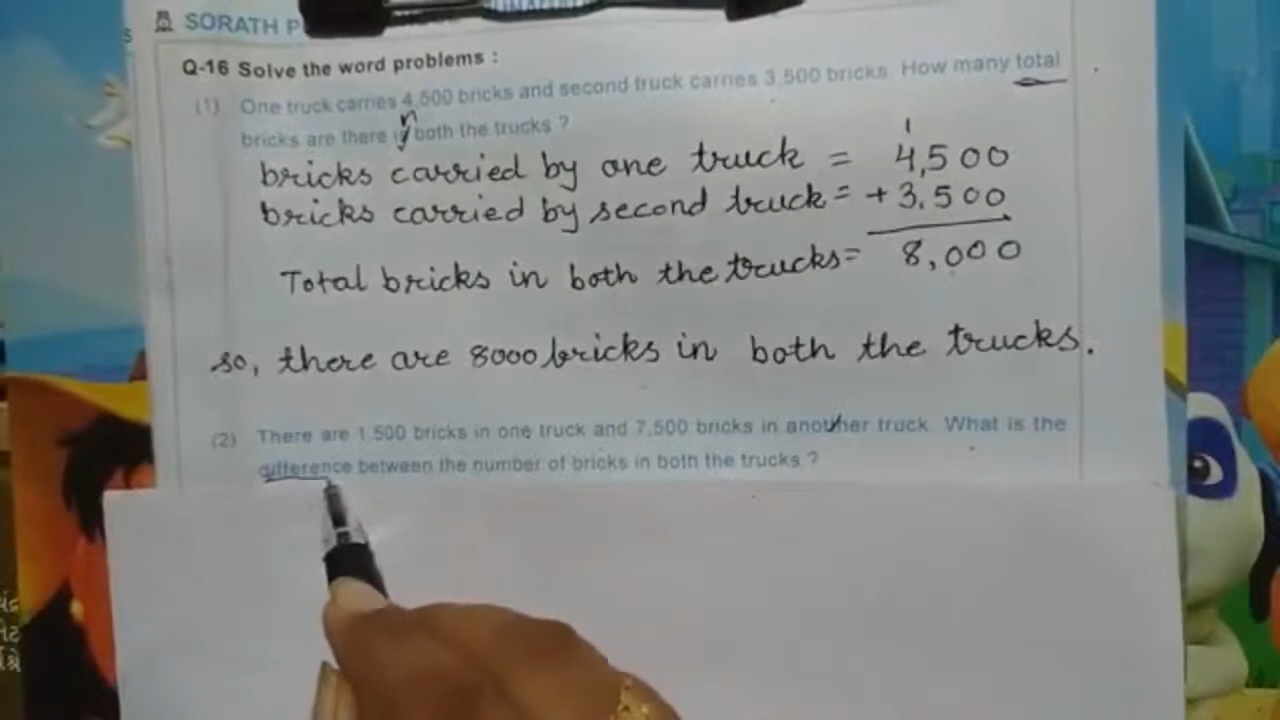 SORATH P
Q-16 Solve the word problems :
(1) One truck carries 4,500 bricks and second truck carries 3,500 bricks. How many total
bricks are there in both the trucks ?
1
bricks carried by one truck = 4,500
bricks carried by second truck = + 3,500
Total bricks in both the trucks = 8,000
so, there are 8000 bricks in both the trucks.
(2) There are 1,500 bricks in one truck and 7,500 bricks in another truck. What is the
difference between the number of bricks in both the trucks ?